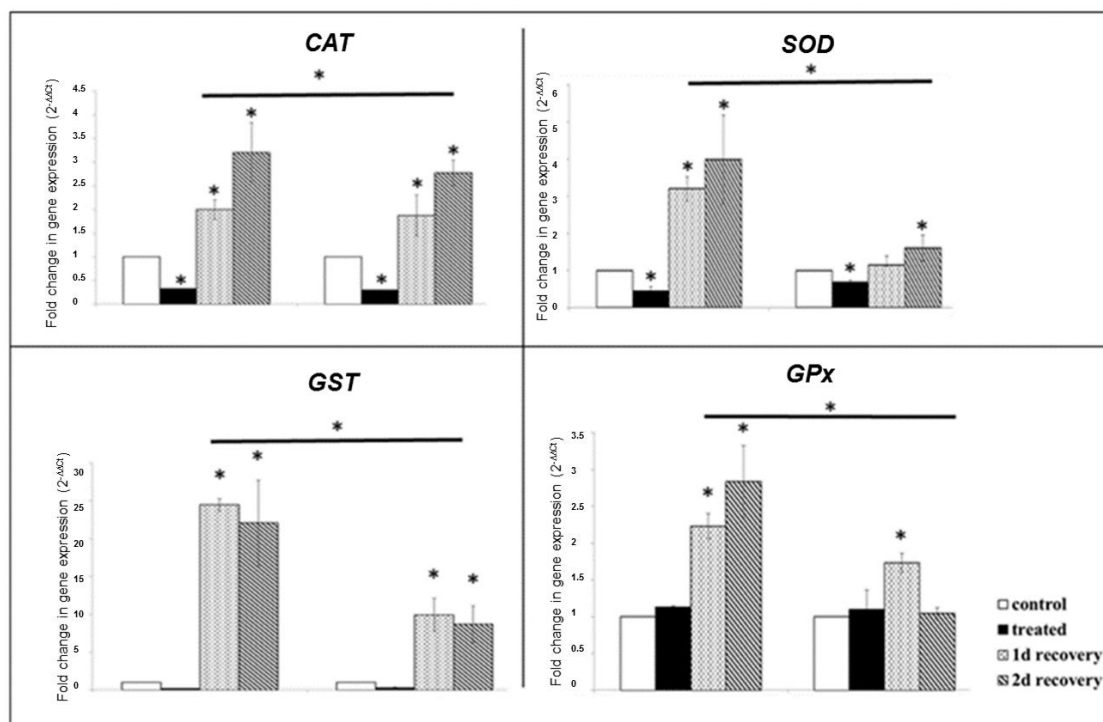 CAT
*
Fold change in gene expression (2-ΔΔCt)
4.5
4
3.5
3
2.5
2
1.5
1
0.5
0
* * * * * *
SOD
*
Fold change in gene expression (2-ΔΔCt)
6
5
4
3
2
1
0
* * * * *
GST
*
Fold change in gene expression (2-ΔΔCt)
30
25
20
15
10
5
0
* * * *
GPx
*
Fold change in gene expression (2-ΔΔCt)
3.5
3
2.5
2
1.5
1
0.5
0
* * *
control
treated
1d recovery
2d recovery